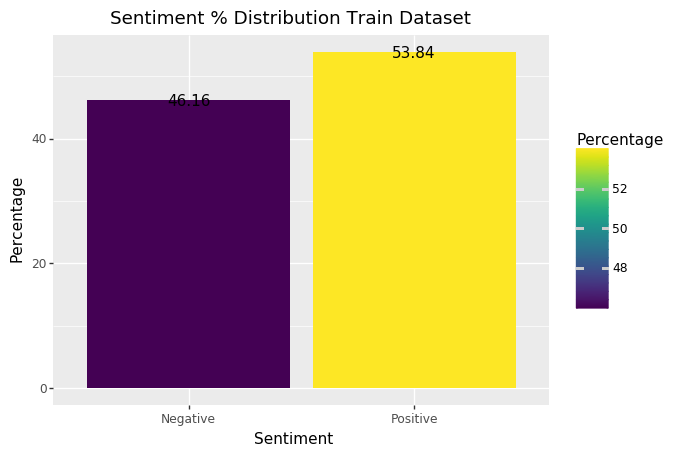 Sentiment % Distribution Train Dataset
53.84
46.16
Percentage
40
20
0
Percentage
52
50
48
Negative Positive
Sentiment